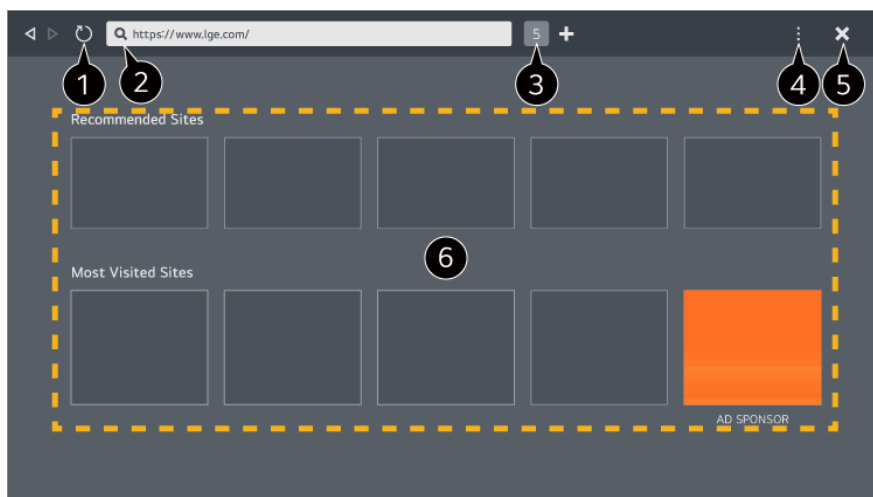 https://www.lge.com/ 5
1 2 3 4 5
Recommended Sites
6
Most Visited Sites
AD SPONSOR